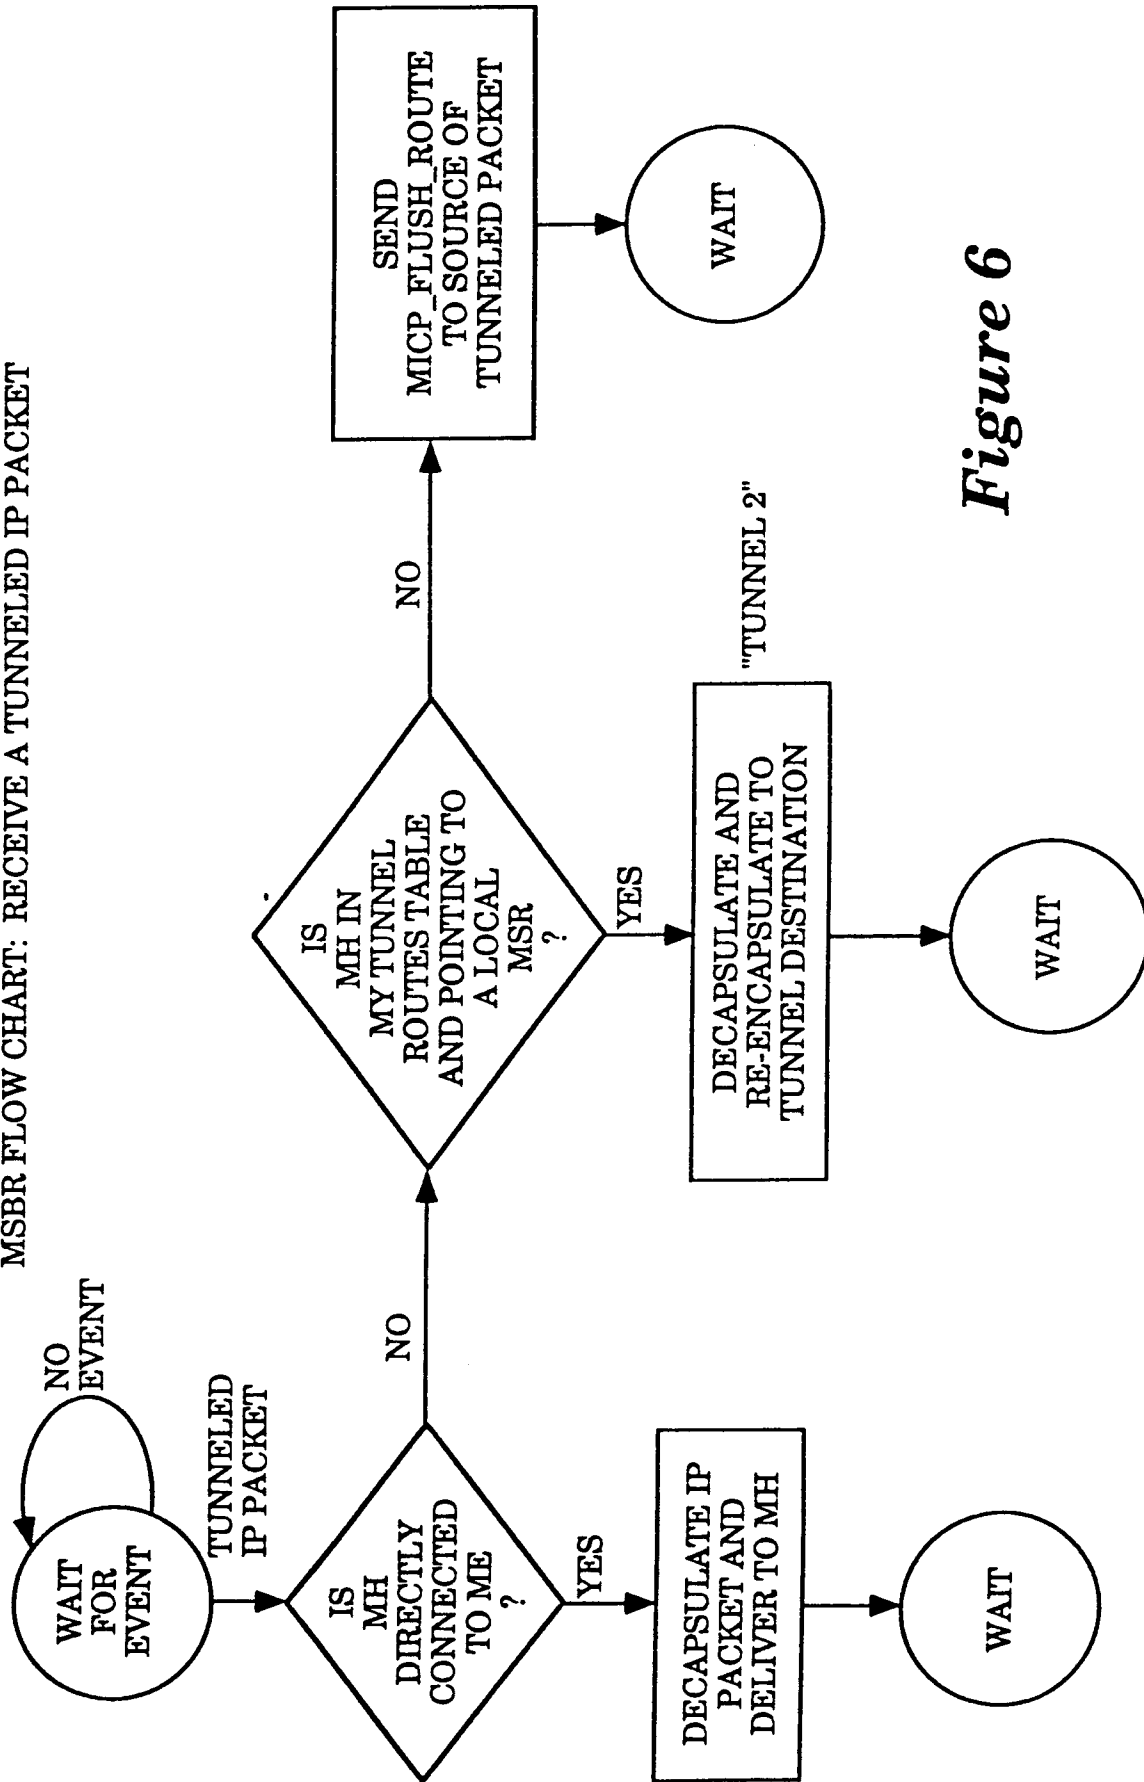 MSBR FLOW CHART: RECEIVE A TUNNELED IP PACKET
NO
EVENT
WAIT
FOR
EVENT
TUNNELED
IP PACKET
IS
MH
DIRECTLY
CONNECTED
TO ME
?
YES
NO
DECAPSULATE IP
PACKET AND
DELIVER TO MH
WAIT
IS
MH IN
MY TUNNEL
ROUTES TABLE
AND POINTING TO
A LOCAL
MSR
?
YES
NO
DECAPSULATE AND
RE-ENCAPSULATE TO
TUNNEL DESTINATION
"TUNNEL 2"
WAIT
SEND
MICP_FLUSH_ROUTE
TO SOURCE OF
TUNNELED PACKET
WAIT
Figure 6